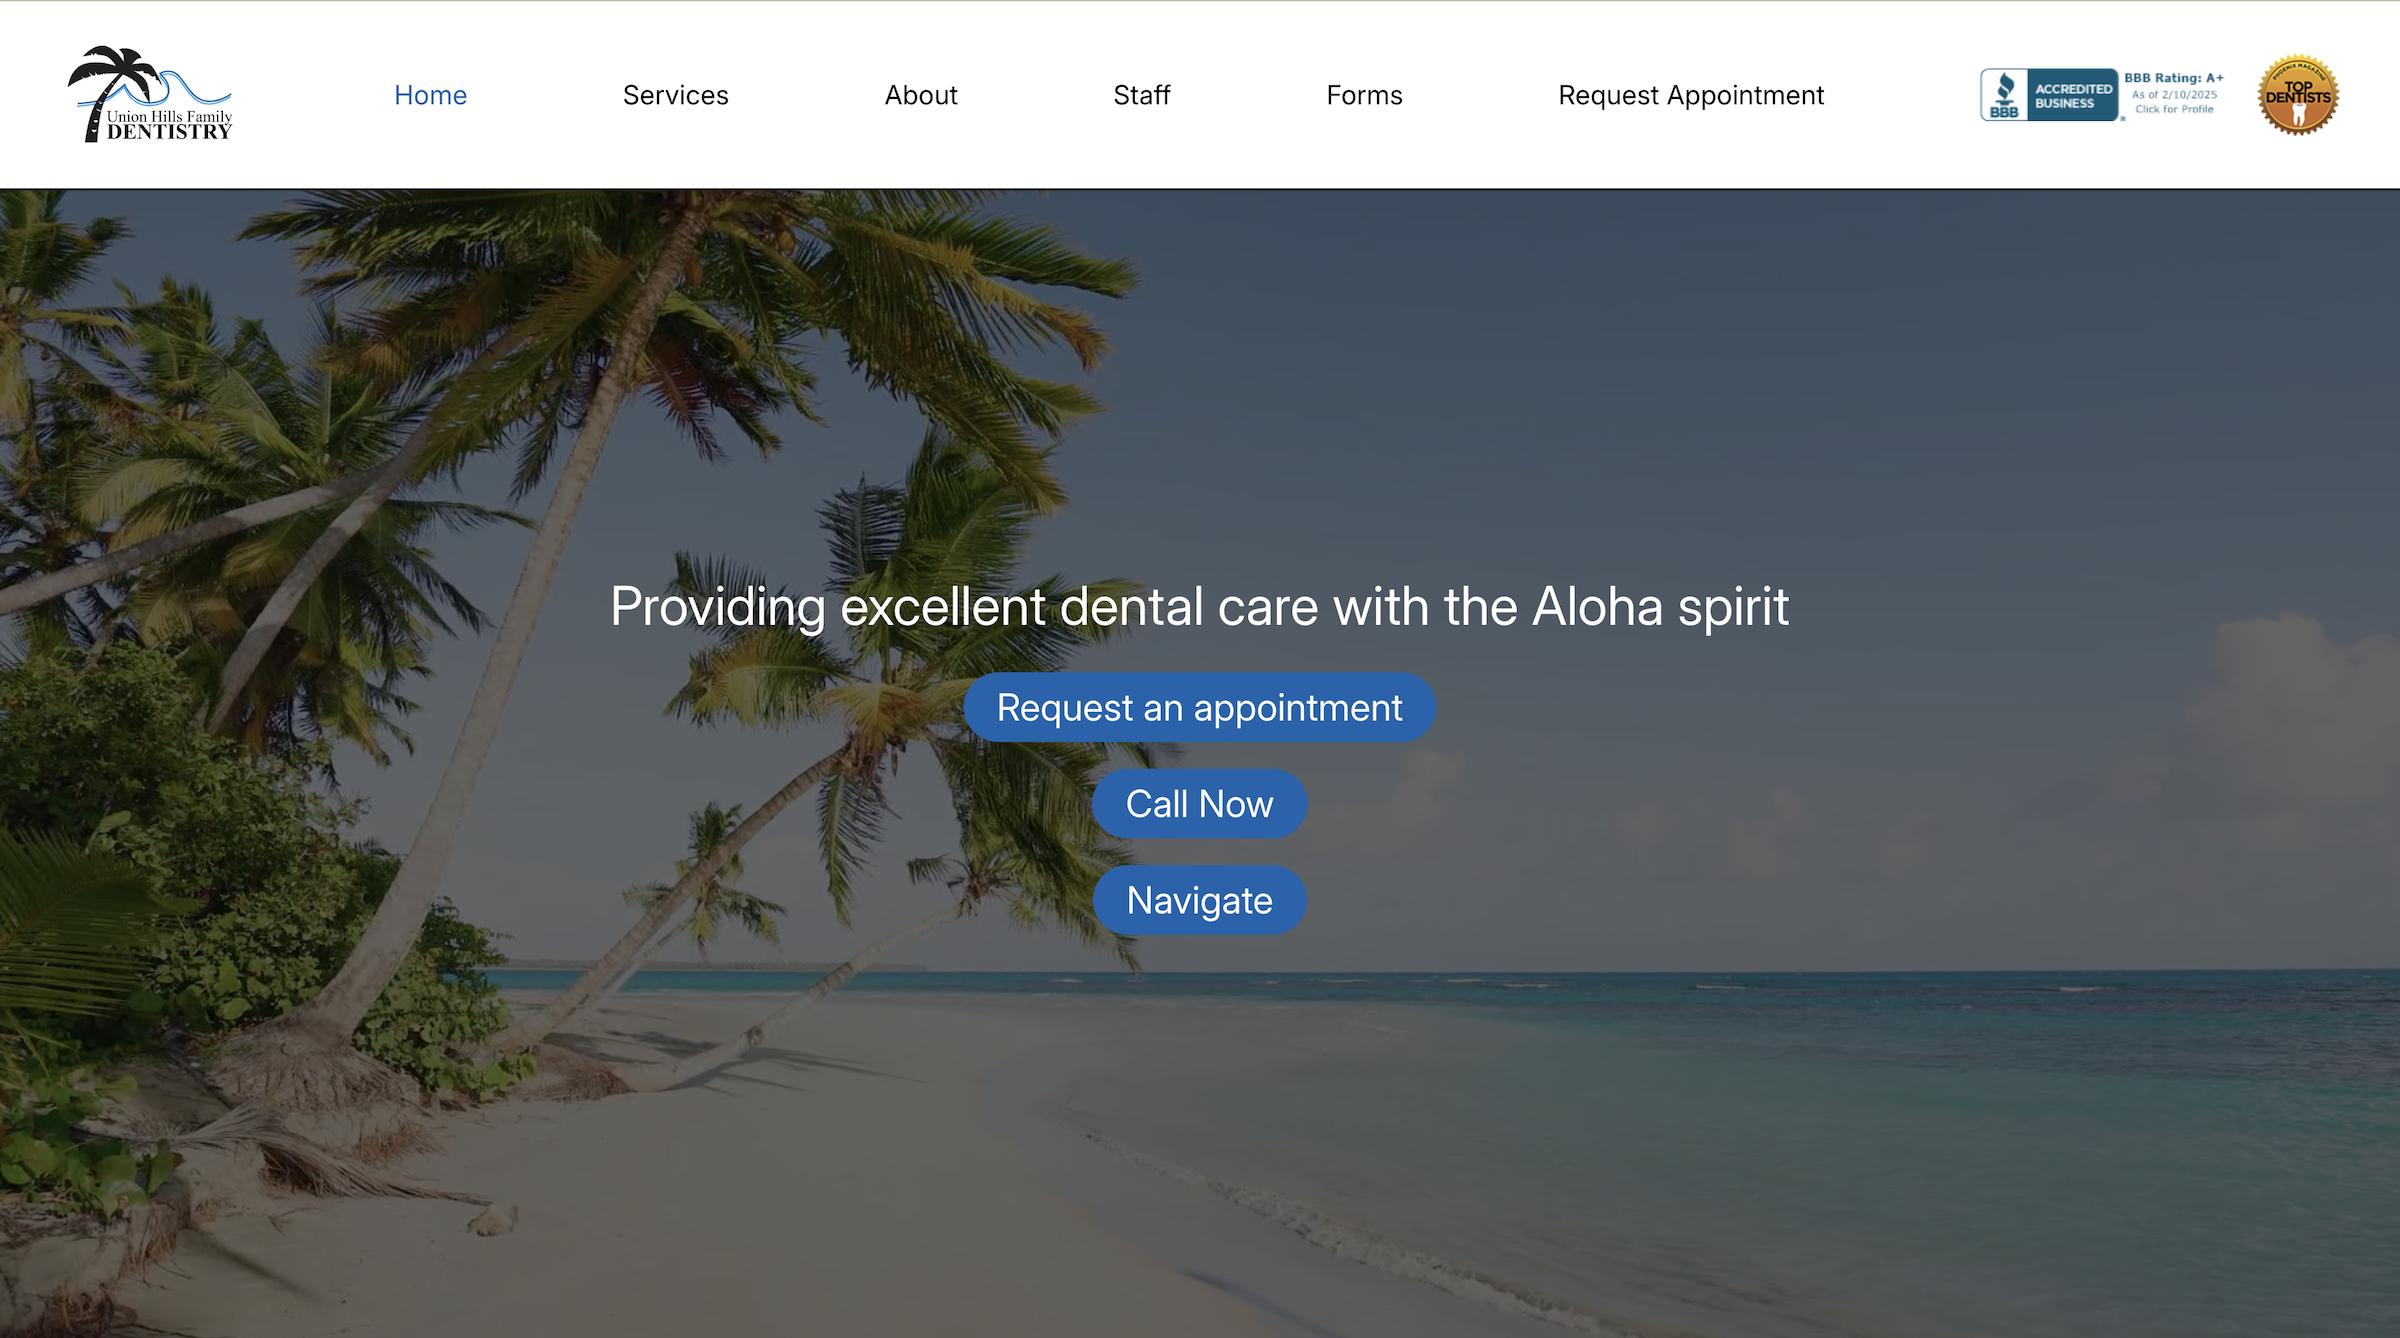 Union Hills Family
DENTISTRY
Home
Services
About
Staff
Forms
Request Appointment
BBB
ACCREDITED
BUSINESS
BBB Rating: A+
As of 2/10/2025
Click for Profile
PHOENIX MAGAZINE
TOP
DENTISTS
Providing excellent dental care with the Aloha spirit
Request an appointment
Call Now
Navigate